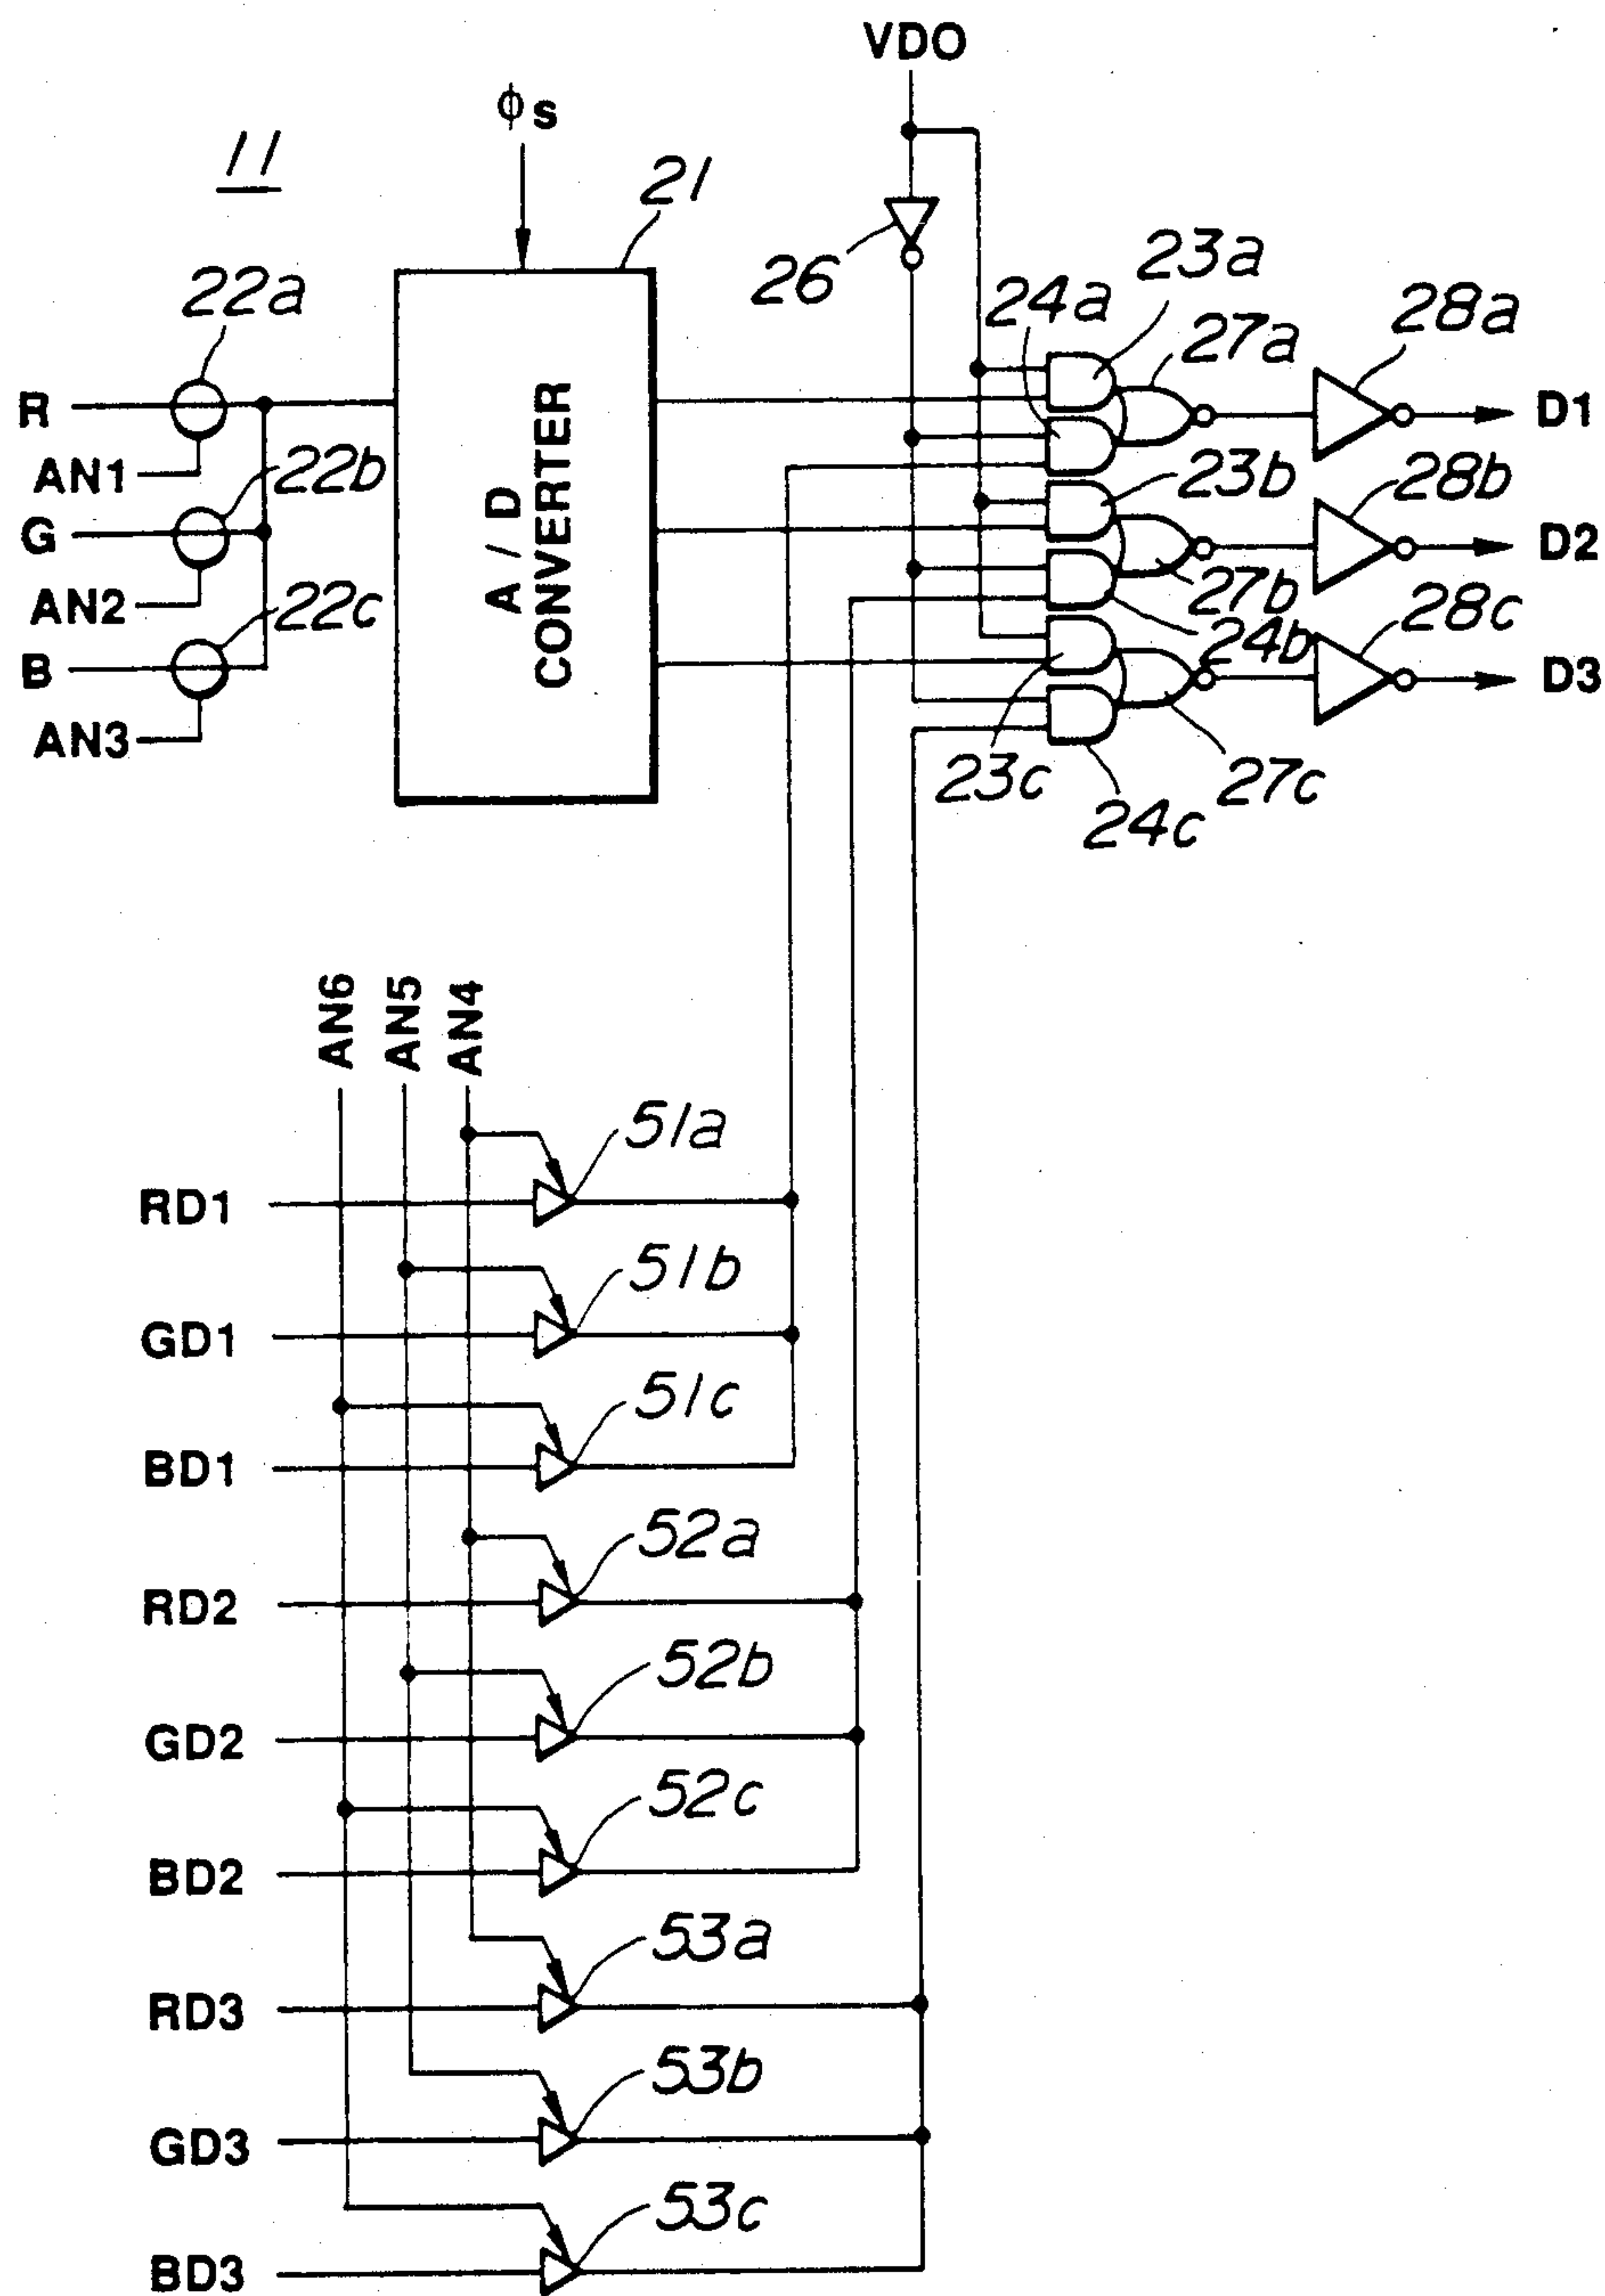 VDO
φs
11
21
26
23a
22a
24a
28a
27a
R
D1
AN1
22b
23b
28b
G
D2
A/D CONVERTER
AN2
22c
27b
28c
24b
B
D3
AN3
23c
27c
24c
AN6
AN5
AN4
51a
RD1
51b
GD1
51c
BD1
52a
RD2
52b
GD2
52c
BD2
53a
RD3
53b
GD3
53c
BD3